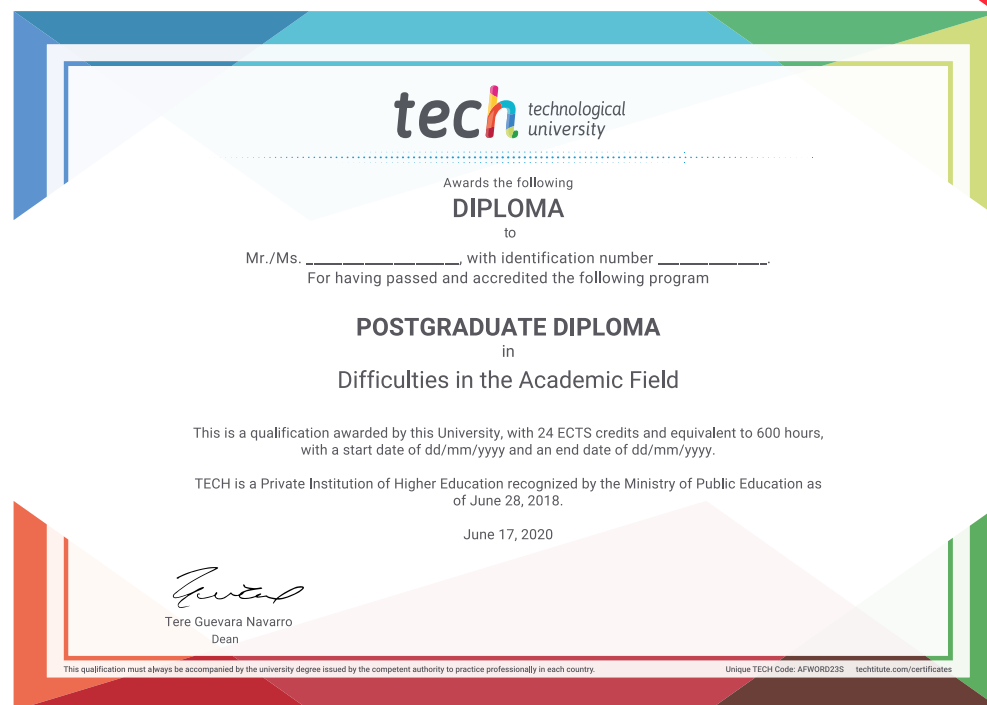 tech technological
university
Awards the following
DIPLOMA
to
Mr./Ms. ____________________, with identification number ______________.
For having passed and accredited the following program
POSTGRADUATE DIPLOMA
in
Difficulties in the Academic Field
This is a qualification awarded by this University, with 24 ECTS credits and equivalent to 600 hours,
with a start date of dd/mm/yyyy and an end date of dd/mm/yyyy.
TECH is a Private Institution of Higher Education recognized by the Ministry of Public Education as
of June 28, 2018.
June 17, 2020
Tere Guevara Navarro
Dean
This qualification must always be accompanied by the university degree issued by the competent authority to practice professionally in each country. Unique TECH Code: AFWORD23S techtitute.com/certificates